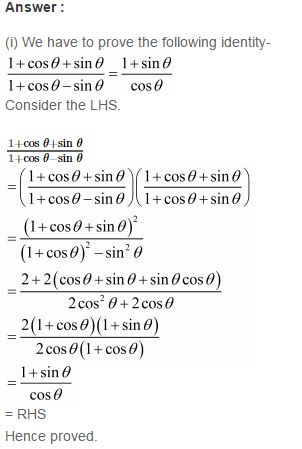 Answer :
(i) We have to prove the following identity-
(1+cos θ+sin θ)/(1+cos θ−sin θ) = (1+sin θ)/(cos θ)
Consider the LHS.
(1+cos θ+sin θ)/(1+cos θ−sin θ)
= ((1+cos θ+sin θ)/(1+cos θ−sin θ))((1+cos θ+sin θ)/(1+cos θ+sin θ))
= (1+cos θ+sin θ)²/((1+cos θ)²−sin² θ)
= (2+2(cos θ+sin θ+sin θ cos θ))/(2cos² θ+2cos θ)
= (2(1+cos θ)(1+sin θ))/(2cos θ(1+cos θ))
= (1+sin θ)/(cos θ)
= RHS
Hence proved.